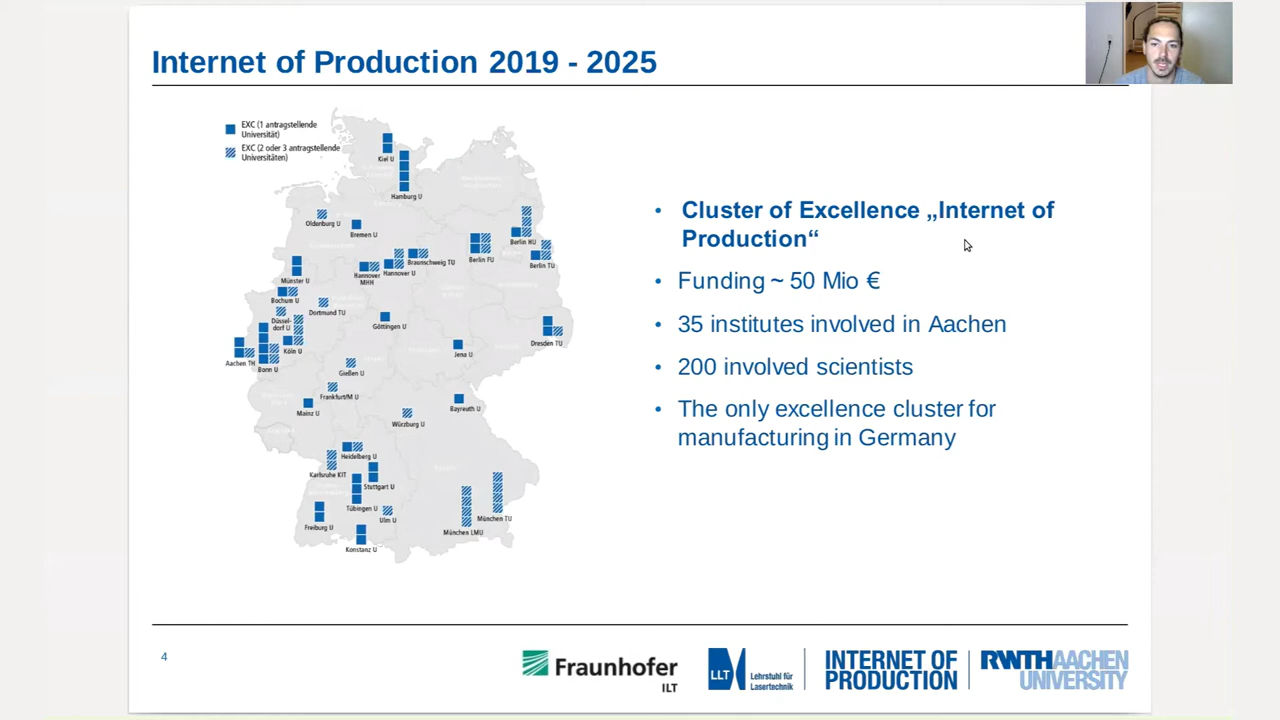 Internet of Production 2019 - 2025
EXC (1 antragstellende
Universität)
EXC (2 oder 3 antragstellende
Universitäten)
Kiel U
Hamburg U
Oldenburg U
Bremen U
Berlin HU
Berlin FU
Berlin TU
Braunschweig TU
Hannover U
Hannover
MHH
Münster U
Bochum U
Dortmund TU
Düssel-
dorf U
Göttingen U
Köln U
Dresden TU
Jena U
Aachen TH
Bonn U
Gießen U
Frankfurt/M U
Mainz U
Bayreuth U
Würzburg U
Heidelberg U
Karlsruhe KIT
Stuttgart U
Tübingen U
Ulm U
Freiburg U
München TU
München LMU
Konstanz U
• Cluster of Excellence „Internet of
Production“
• Funding ~ 50 Mio €
• 35 institutes involved in Aachen
• 200 involved scientists
• The only excellence cluster for
manufacturing in Germany
4
Fraunhofer
ILT
LLT
Lehrstuhl für
Lasertechnik
INTERNET OF
PRODUCTION
RWTH AACHEN
UNIVERSITY